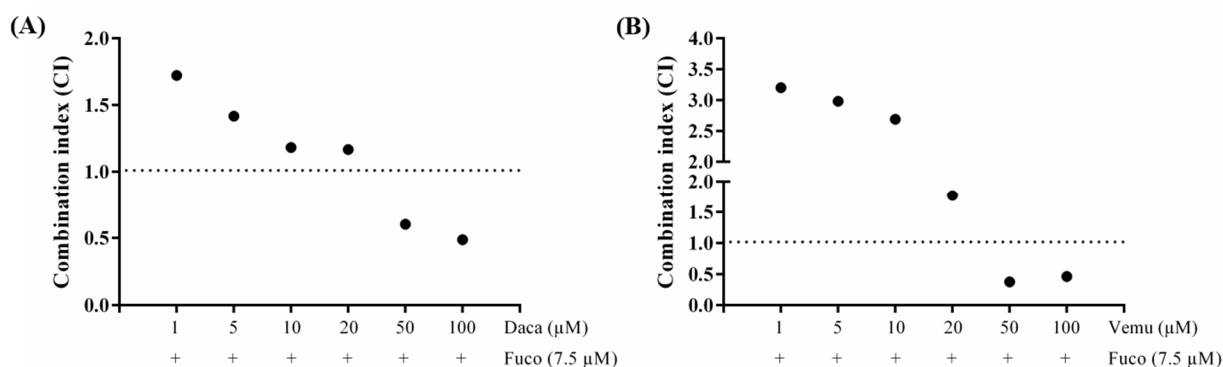 (A)
Combination index (CI)
2.0
1.5
1.0
0.5
0.0
1 5 10 20 50 100 Daca (µM)
+ + + + + + Fuco (7.5 µM)
(B)
Combination index (CI)
4.0
3.5
3.0
2.5
2.0
2.0
1.5
1.0
0.5
0.0
1 5 10 20 50 100 Vemu (µM)
+ + + + + + Fuco (7.5 µM)